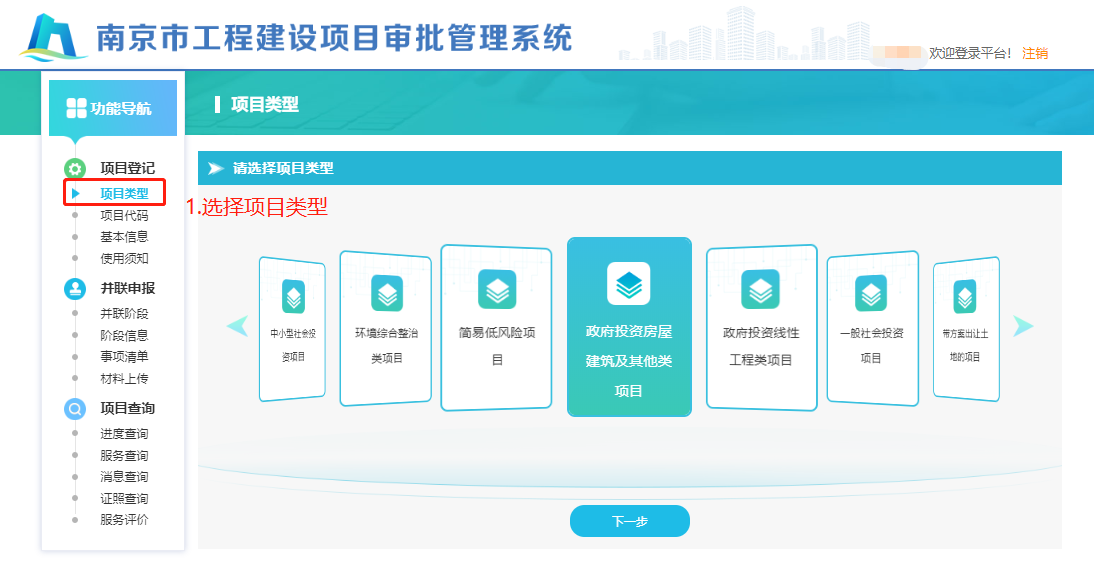 南京市工程建设项目审批管理系统
欢迎登录平台! 注销
功能导航
项目类型
项目登记
项目类型
项目代码
基本信息
使用须知
并联申报
并联阶段
阶段信息
事项清单
材料上传
项目查询
进度查询
服务查询
消息查询
证照查询
服务评价
请选择项目类型
1.选择项目类型
中小型社会投
资项目
环境综合整治
类项目
简易低风险项
目
政府投资房屋
建筑及其他类
项目
政府投资线性
工程类项目
一般社会投资
项目
带方案出让土
地的项目
下一步